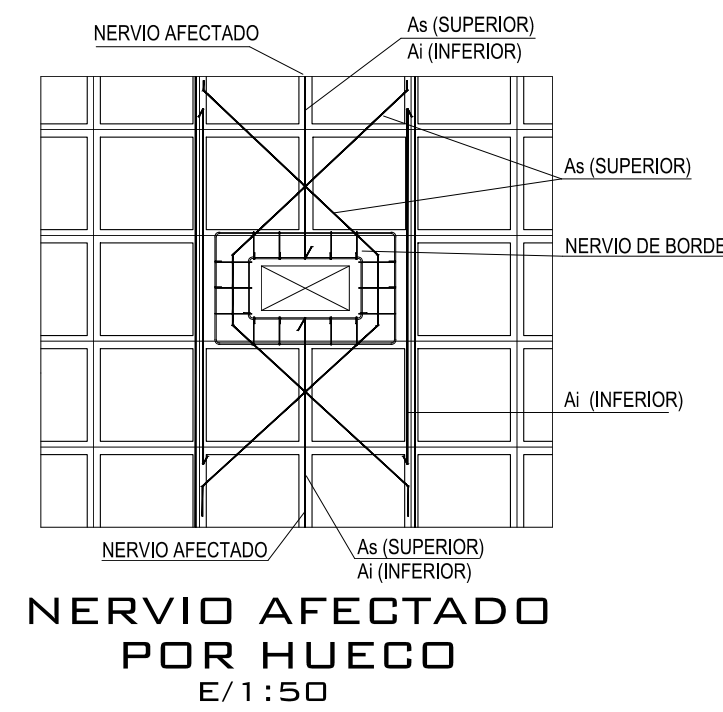 NERVIO AFECTADO
As (SUPERIOR)
Ai (INFERIOR)
As (SUPERIOR)
NERVIO DE BORDE
Ai (INFERIOR)
NERVIO AFECTADO
As (SUPERIOR)
Ai (INFERIOR)
NERVIO AFECTADO
POR HUECO
E/1:50